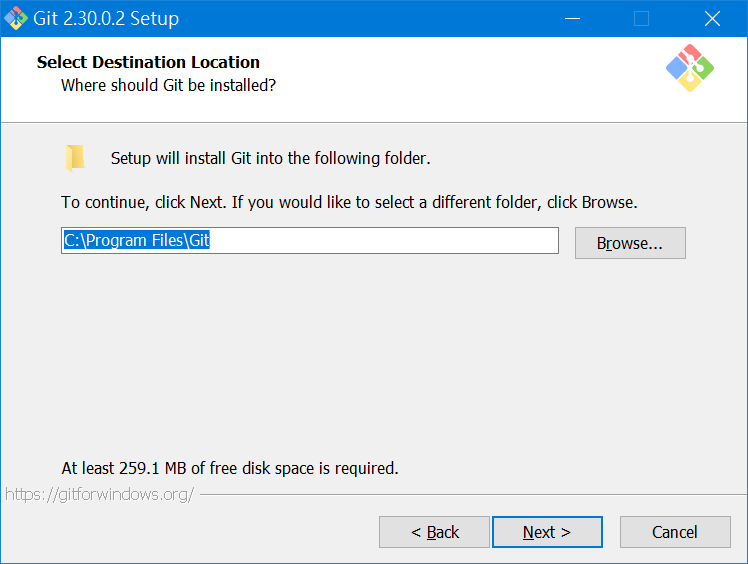 Git 2.30.0.2 Setup
Select Destination Location
Where should Git be installed?
Setup will install Git into the following folder.
To continue, click Next. If you would like to select a different folder, click Browse.
C:\Program Files\Git
Browse...
At least 259.1 MB of free disk space is required.
https://gitforwindows.org/
< Back
Next >
Cancel